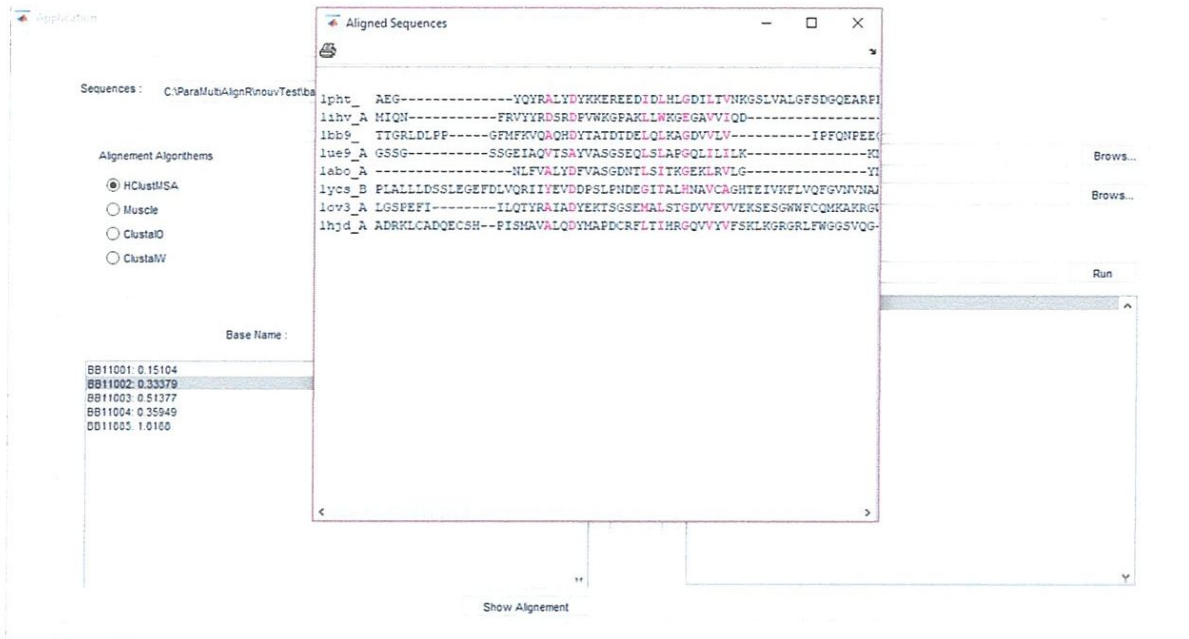 Application
Aligned Sequences
Sequences : C:\ParaMultiAlignR\nouvTest\ba
1pht_ AEG---------------YQYRALYDYKKEREEDIDLHLGDILTVNKGSLVALGFSDGQEARPE
1ihv_A MIQN-------------FRVYYRDSRDPVWKGPAKLLWKGEGAVVIQD-----------------
1bb9_ TTGRLDLPP-----GFMFKVQAQHDYTATDTDELQLKAGDVVLV-----------IPFQNPEE
1ue9_A GSSG------------SSGEIAQVTSAYVASGSEQLSLAPGQLILILK----------------K
1abo_A ------------------NLFVALYDFVASGDNTLSITKGEKLRVLG------------------Y
1ycs_B PLALLLDSSLEGEFDLVQRIIYEVDDPSLPNDEGITALHNAVCAGHTEIVKFLVQFGVNVNA
1ov3_A LGSPEFI---------ILQTYRAIADYEKTSGSEMALSTGDVVEVVEKSESGWWFCQMKAKRG
1hjd_A ADRKLCADQECSH--PISMAVALQDYMAPDCRFLTIHRGQVVYVFSKLKGRGRLFWGGSVQG-
Alignement Algorithems
HClustMSA
Muscle
ClustalO
ClustalW
Brows...
Brows...
Run
Base Name :
BB11001: 0.15104
BB11002: 0.33379
BB11003: 0.51377
BB11004: 0.35949
BB11005: 1.0168
Show Alignement